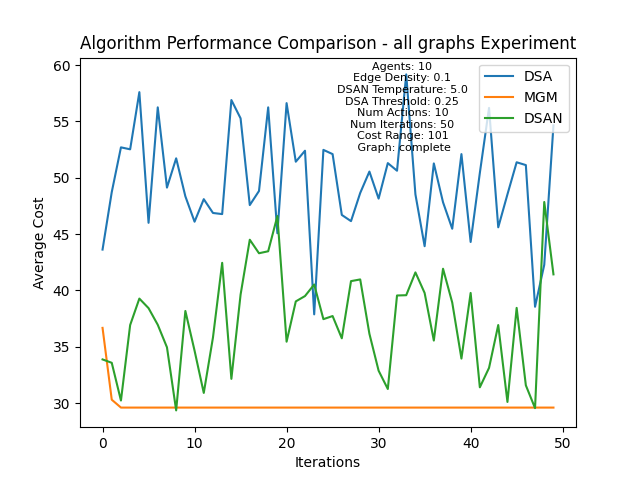 Algorithm Performance Comparison - all graphs Experiment
Agents: 10
Edge Density: 0.1
DSAN Temperature: 5.0
DSA Threshold: 0.25
Num Actions: 10
Num Iterations: 50
Cost Range: 101
Graph: complete
DSA
MGM
DSAN
Average Cost
60
55
50
45
40
35
30
0 10 20 30 40 50
Iterations